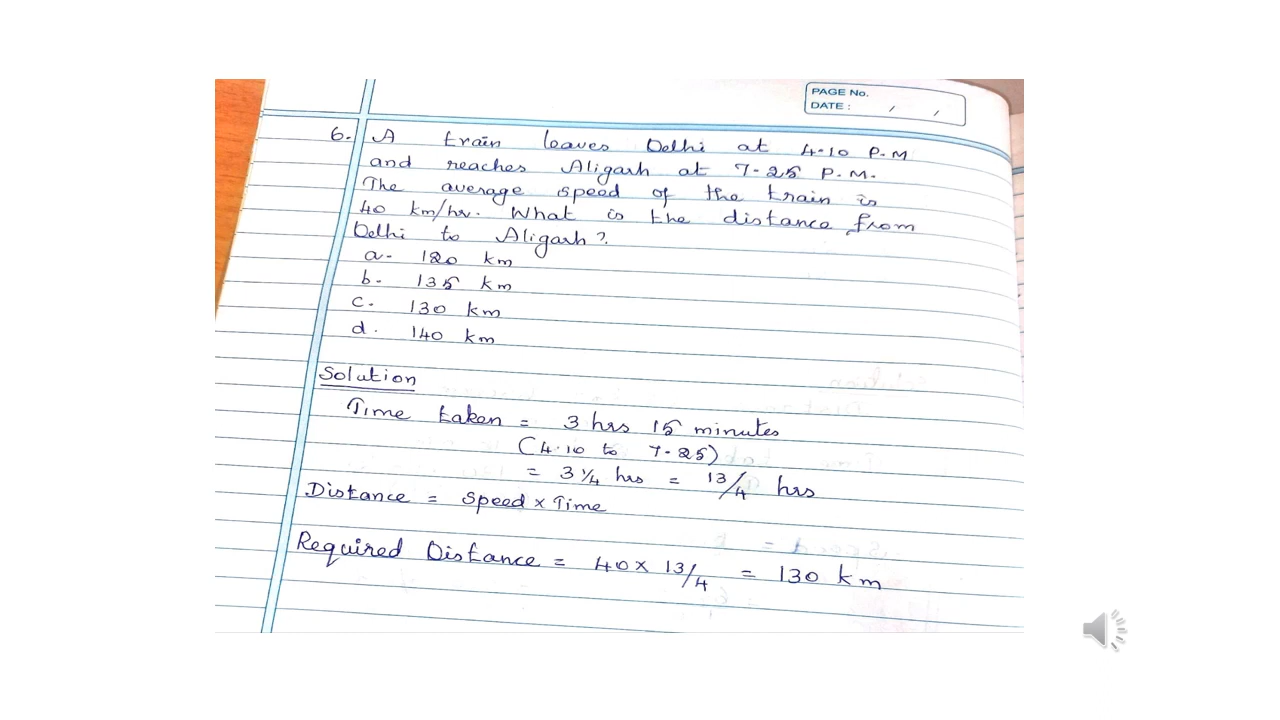 PAGE No.
DATE : / /
6. A train leaves Delhi at 4.10 P.M
and reaches Aligarh at 7.25 P.M.
The average speed of the train is
40 km/hr. What is the distance from
Delhi to Aligarh?
a. 120 km
b. 135 km
c. 130 km
d. 140 km
Solution
Time taken = 3 hrs 15 minutes
(4.10 to 7.25)
= 3 1/4 hrs = 13/4 hrs
Distance = Speed × Time
Required Distance = 40 × 13/4 = 130 km